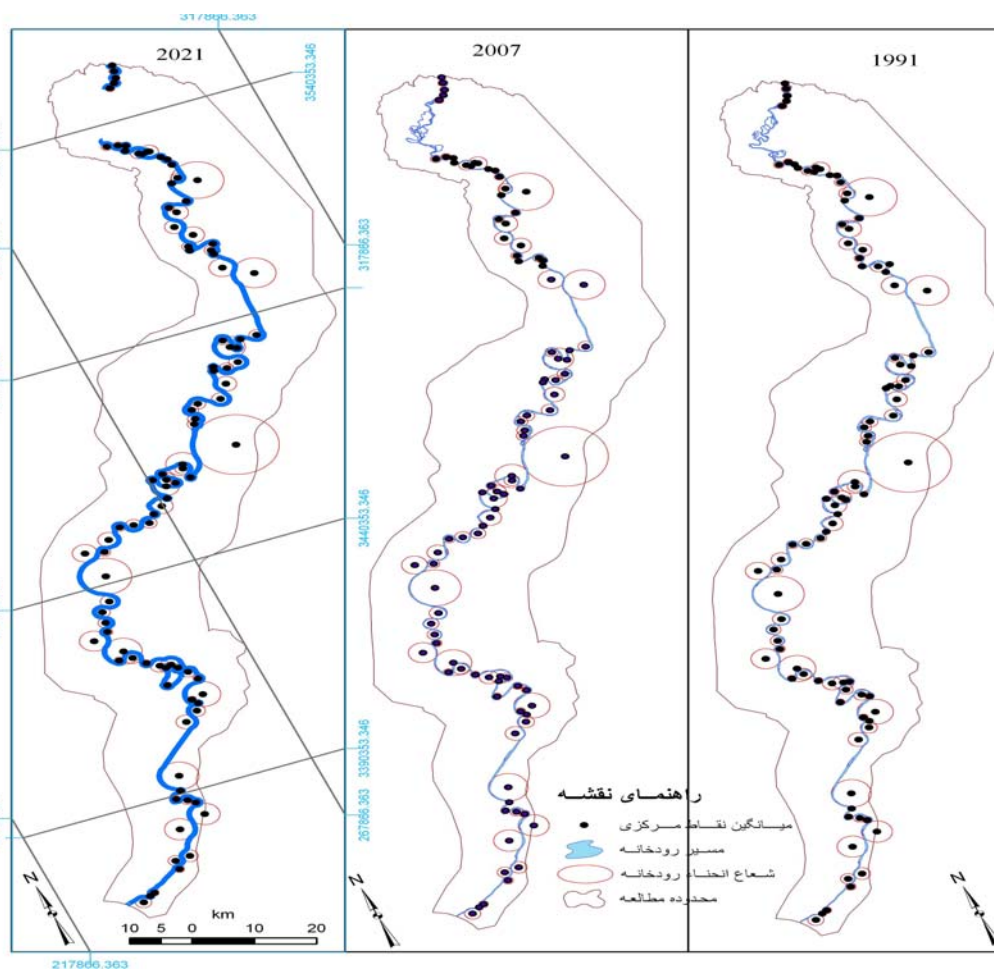 317866.363
2021
2007
1991
3540353.346
317866.363
3440353.346
3390353.346
267866.363
راهنمای نقشه
میانگین نقاط مرکزی
مسیر رودخانه
شعاع انحناء رودخانه
محدوده مطالعه
N
N
N
km
10 5 0 10 20
217866.363